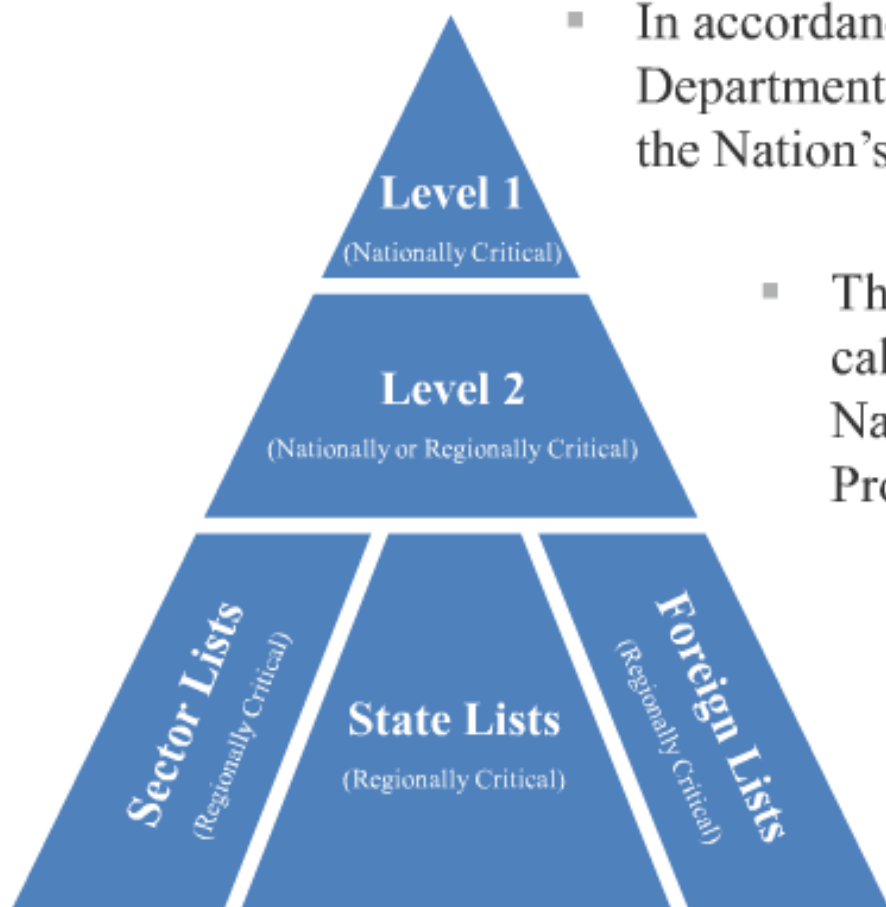 In accordan
Department
the Nation's
Level 1
(Nationally Critical)
Th
cal
Na
Pro
Level 2
(Nationally or Regionally Critical)
Sector Lists
(Regionally Critical)
State Lists
(Regionally Critical)
Foreign Lists
(Regionally Critical)